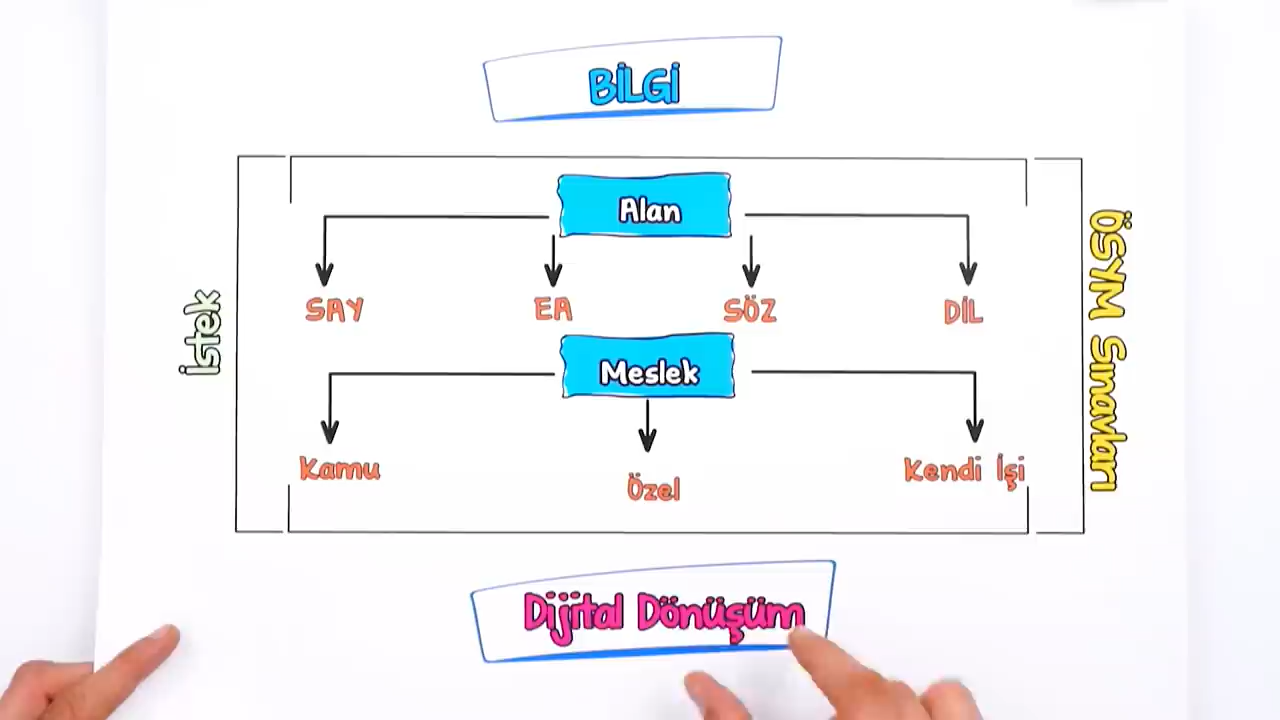 BİLGİ
Alan
SAY
EA
SÖZ
DİL
İstek
ÖSYM Sınavları
Meslek
Kamu
Özel
Kendi İşi
Dijital Dönüşüm